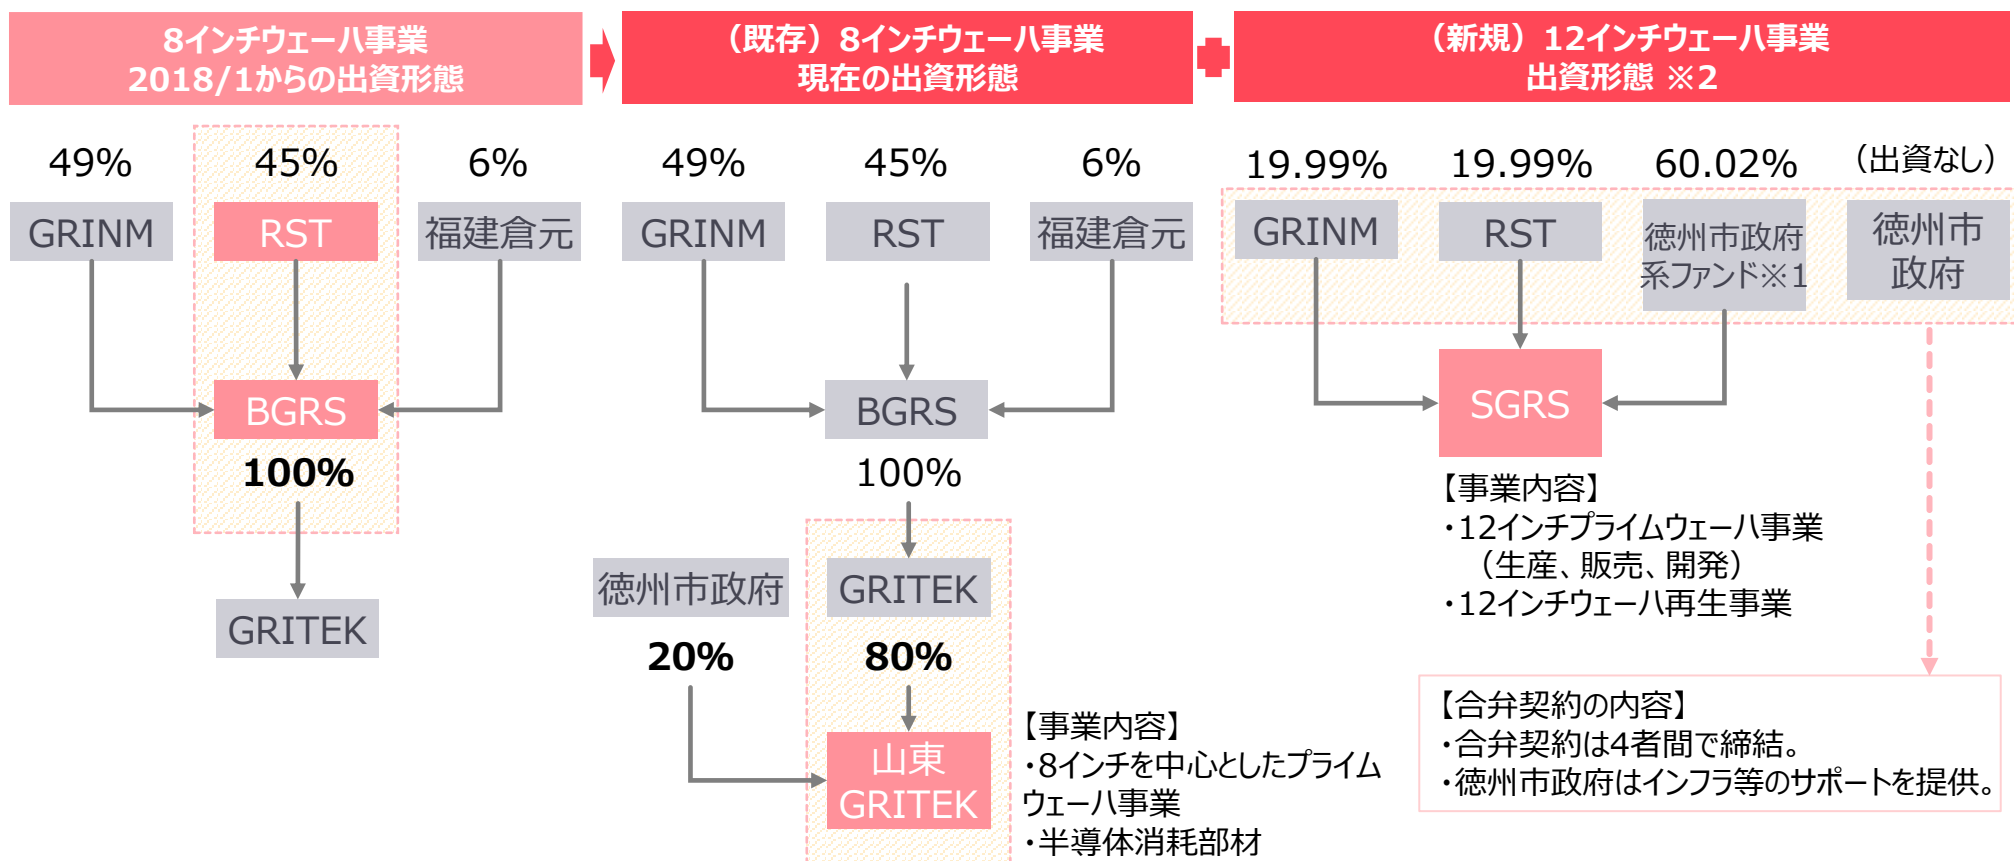 8インチウェーハ事業
2018/1からの出資形態
49%
45%
6%
GRINM
RST
福建倉元
BGRS
100%
GRITEK
（既存）8インチウェーハ事業
現在の出資形態
49%
45%
6%
GRINM
RST
福建倉元
BGRS
100%
徳州市政府
GRITEK
20%
80%
山東
GRITEK
【事業内容】
・8インチを中心としたプライム
ウェーハ事業
・半導体消耗部材
（新規）12インチウェーハ事業
出資形態 ※2
19.99%
19.99%
60.02%
（出資なし）
GRINM
RST
徳州市政府
系ファンド※1
徳州市
政府
SGRS
【事業内容】
・12インチプライムウェーハ事業
（生産、販売、開発）
・12インチウェーハ再生事業
【合弁契約の内容】
・合弁契約は4者間で締結。
・徳州市政府はインフラ等のサポートを提供。